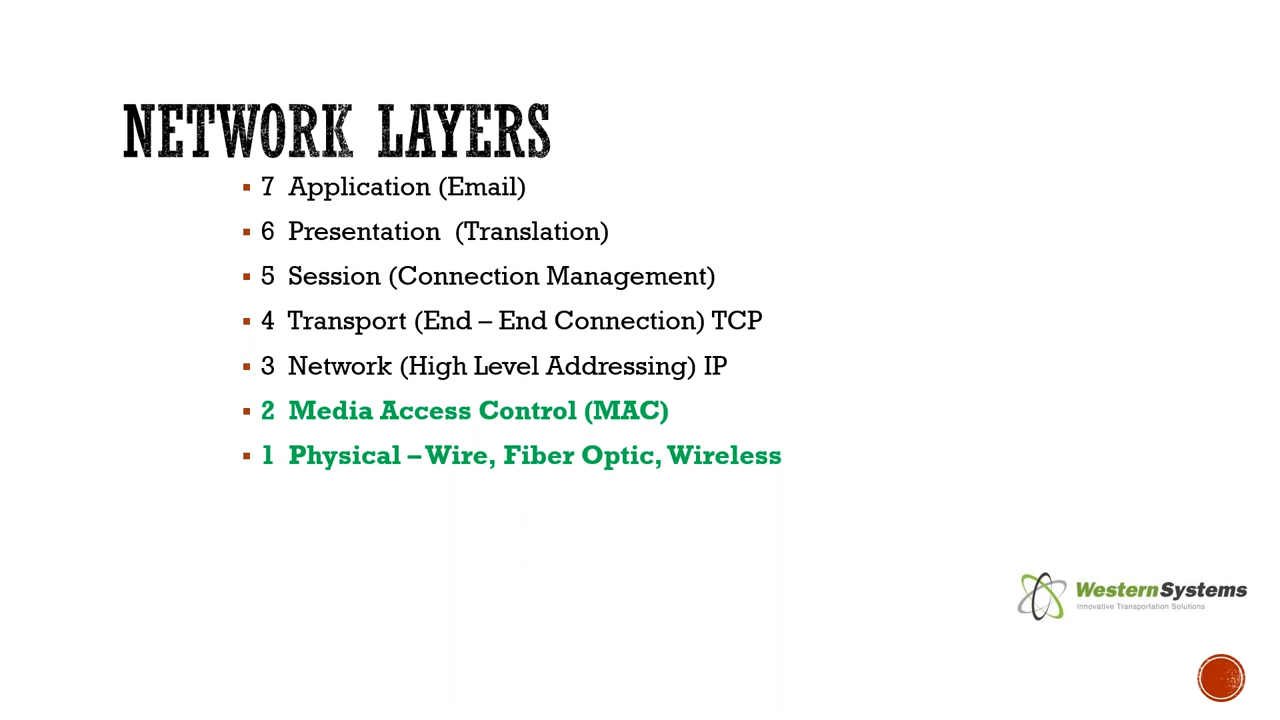 NETWORK LAYERS
7 Application (Email)
6 Presentation (Translation)
5 Session (Connection Management)
4 Transport (End – End Connection) TCP
3 Network (High Level Addressing) IP
2 Media Access Control (MAC)
1 Physical – Wire, Fiber Optic, Wireless
WesternSystems
Innovative Transportation Solutions